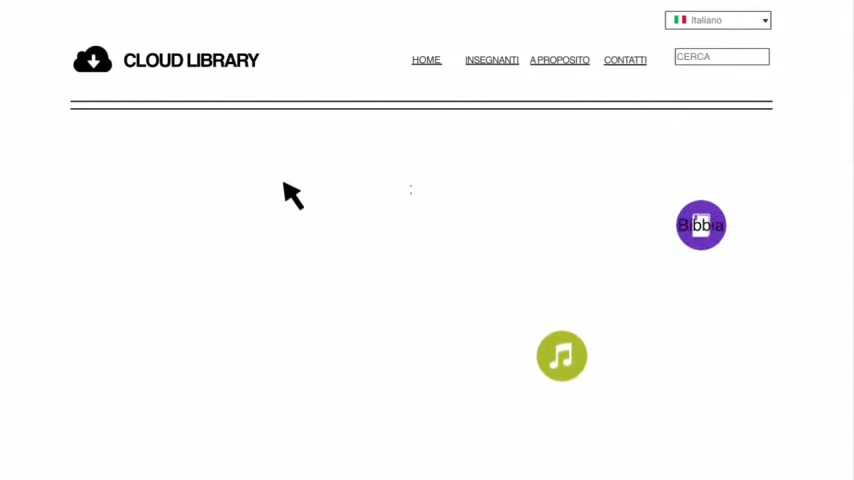 Italiano
CLOUD LIBRARY
HOME INSEGNANTI A PROPOSITO CONTATTI
CERCA
:
Bibbia